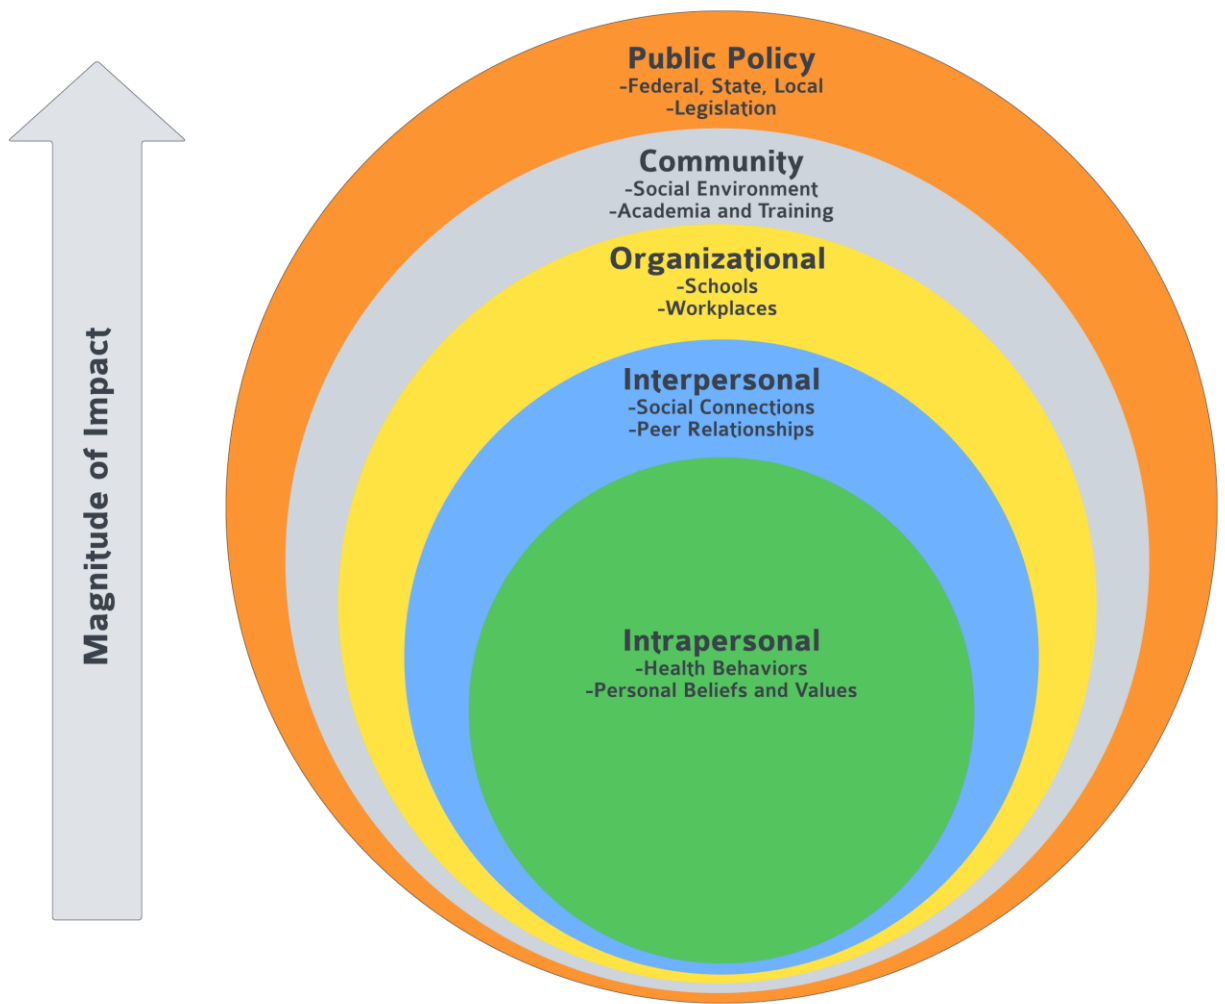 Magnitude of Impact
Public Policy
-Federal, State, Local
-Legislation
Community
-Social Environment
-Academia and Training
Organizational
-Schools
-Workplaces
Interpersonal
-Social Connections
-Peer Relationships
Intrapersonal
-Health Behaviors
-Personal Beliefs and Values